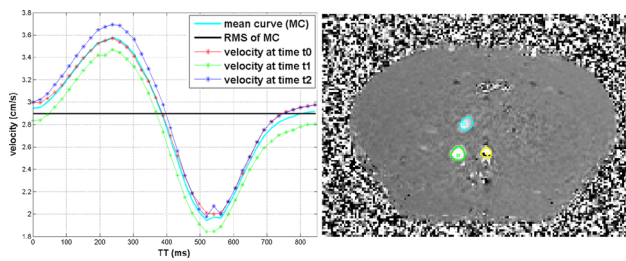 3.8
3.6
3.4
3.2
3
2.8
2.6
2.4
2.2
2
1.8
velocity (cm/s)
mean curve (MC)
RMS of MC
velocity at time t0
velocity at time t1
velocity at time t2
0
100
200
300
400
500
600
700
800
TT (ms)